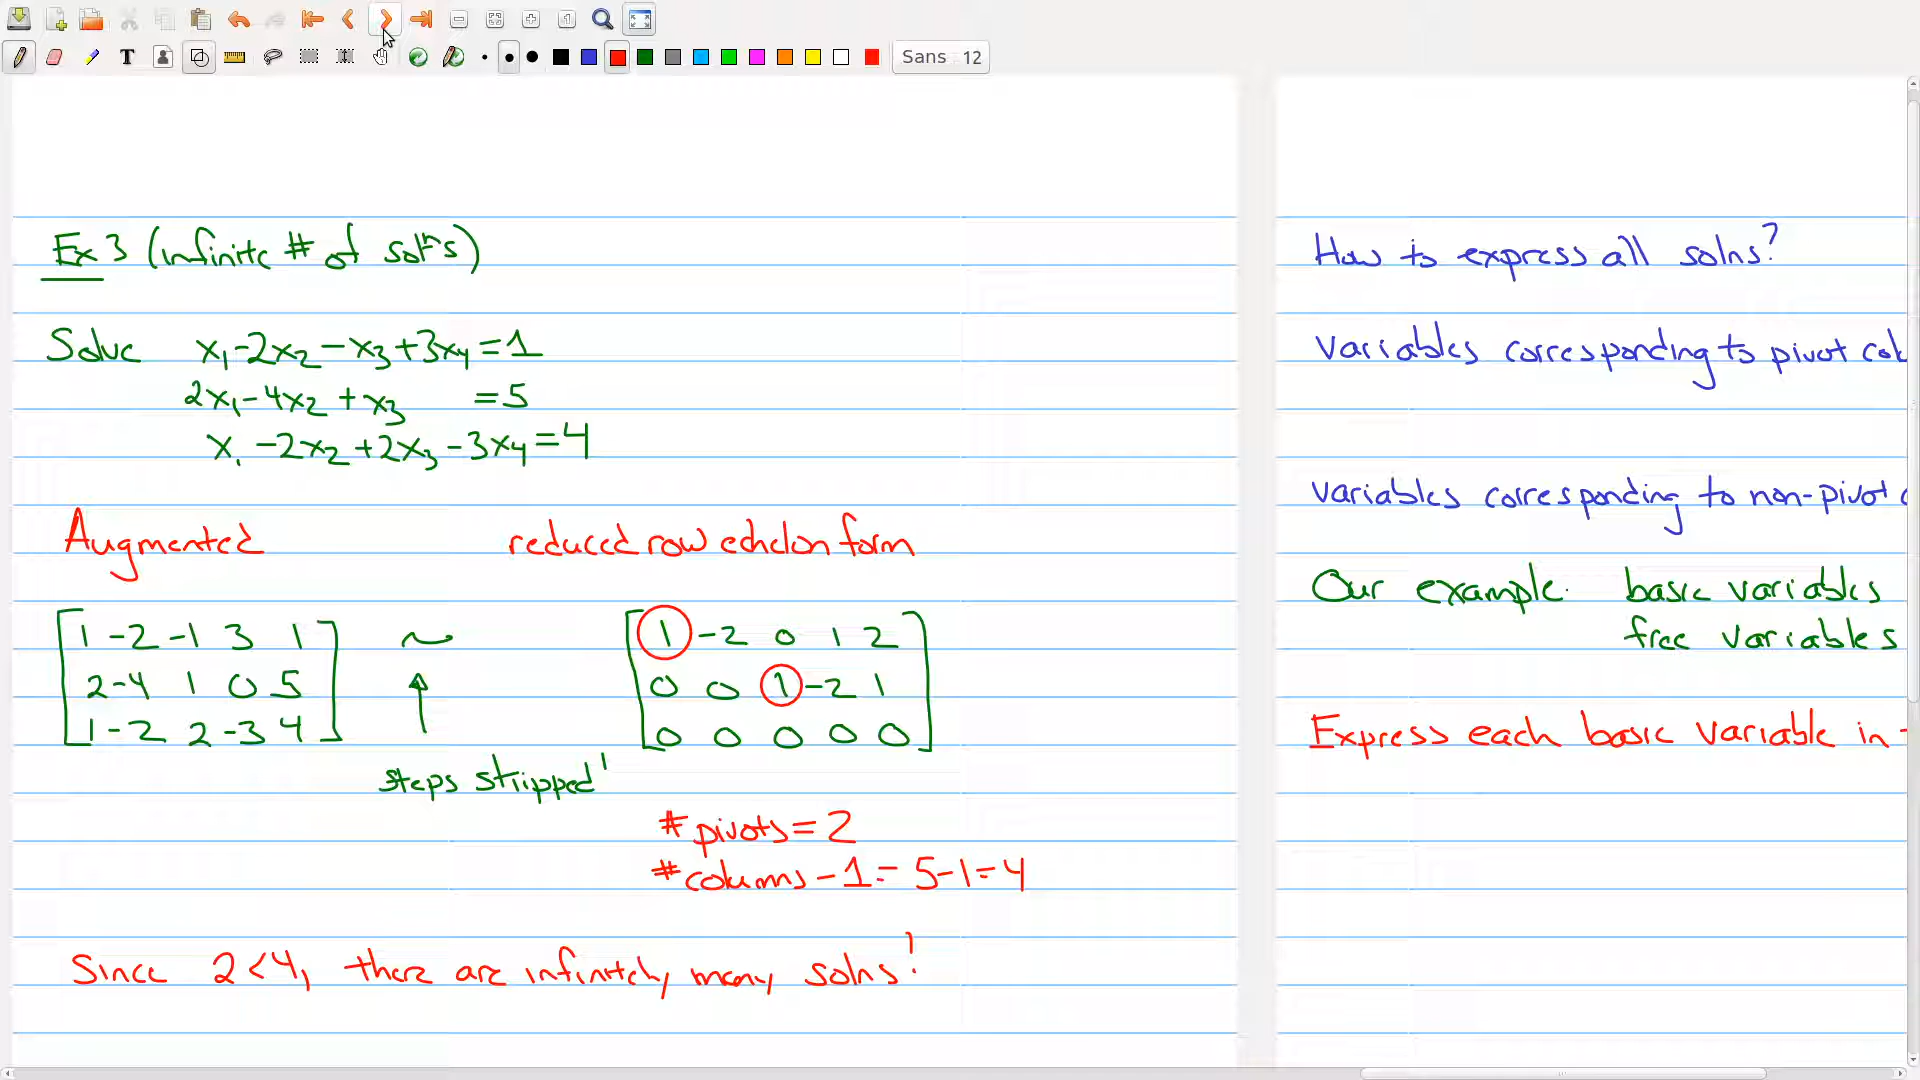 Sans 12
Ex 3 (infinite # of solns)
Solve x₁-2x₂-x₃+3x₄=1
2x₁-4x₂+x₃ =5
x₁-2x₂+2x₃-3x₄=4
Augmented reduced row echelon form
1 -2 -1 3 1 ~ 1 -2 0 1 2
2 -4 1 0 5 ↑ 0 0 1 -2 1
1 -2 2 -3 4 0 0 0 0 0
steps
# pivots = 2
# columns - 1 = 5-1=4
Since 2<4, there are infinitely many solns!
How to express all solns?
variables corresponding to pivot
variables corresponding to non-pivot
Our example: basic variables
free variables
Express each basic variable in